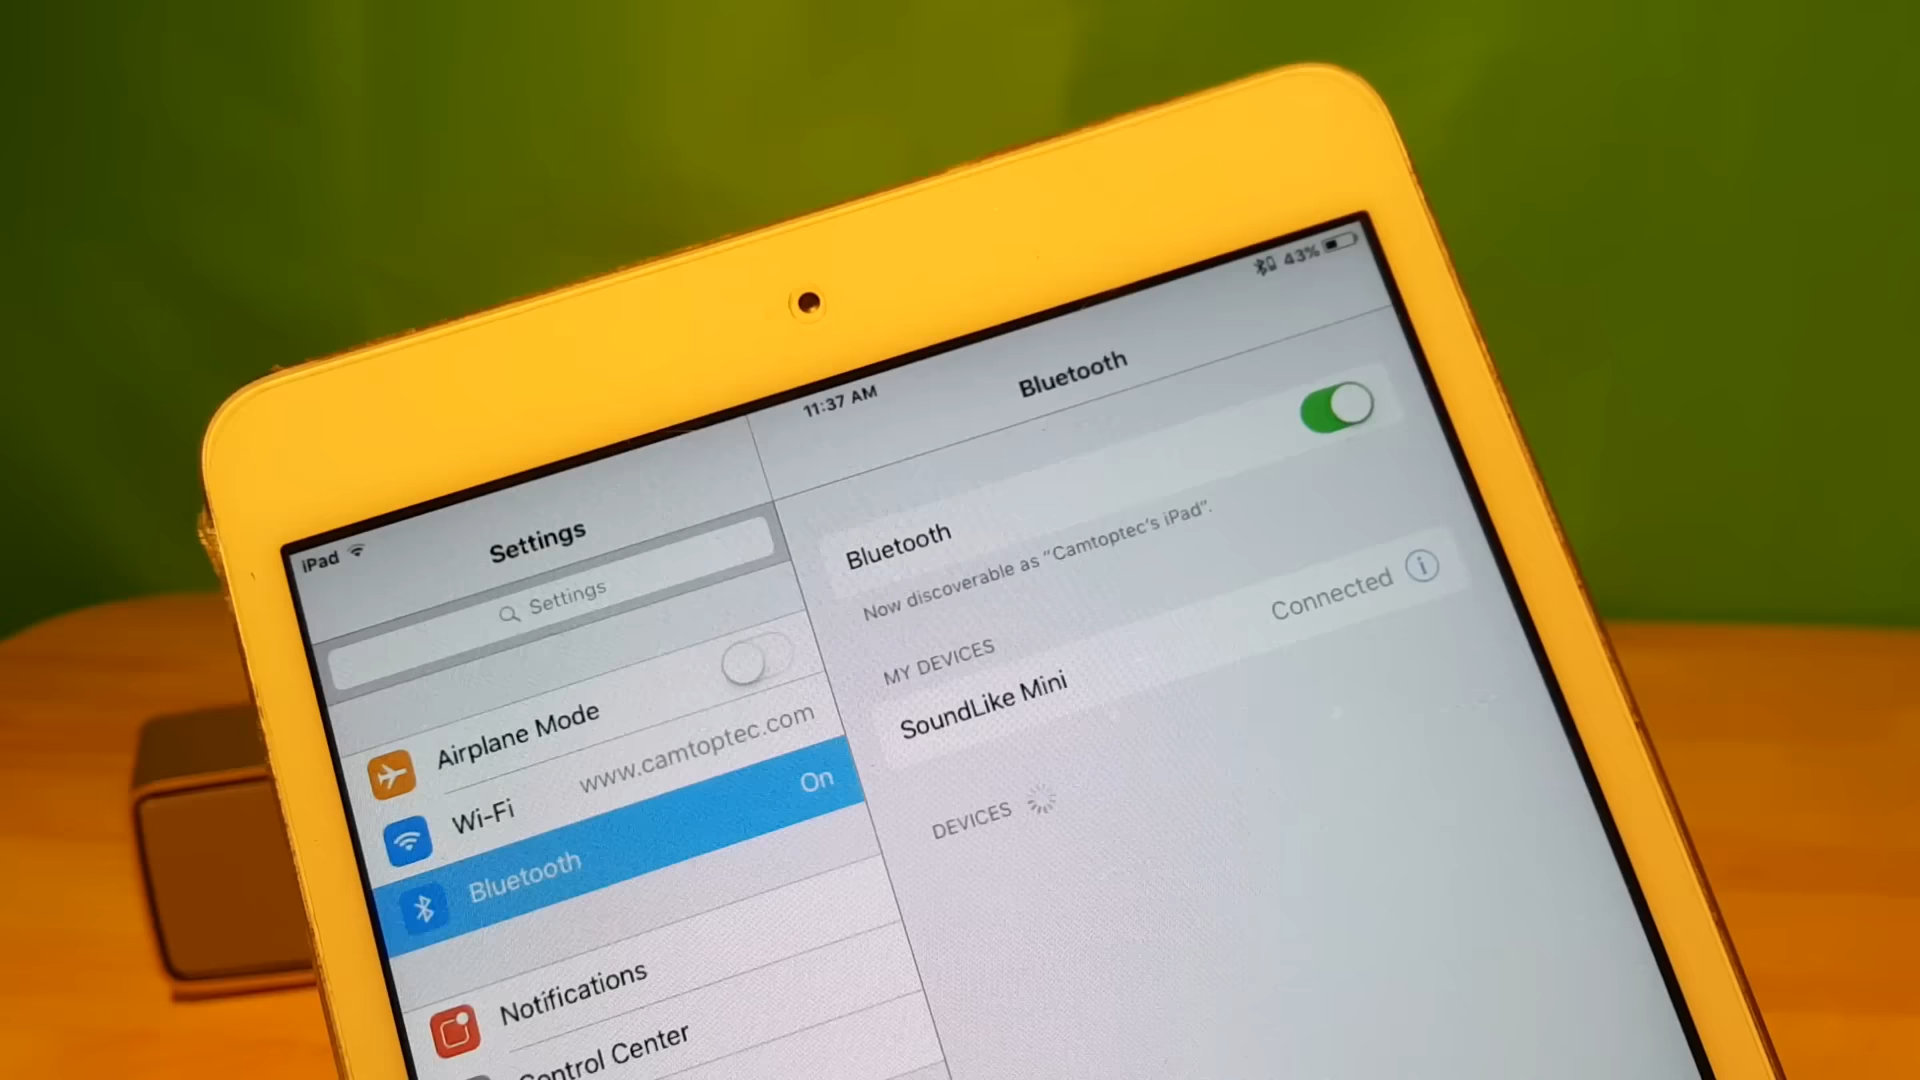 iPad
11:37 AM
43%
Settings
Settings
Airplane Mode
Wi-Fi www.camtoptec.com
Bluetooth On
Notifications
Control Center
Bluetooth
Bluetooth
Now discoverable as “Camtoptec’s iPad”.
MY DEVICES
SoundLike Mini Connected
DEVICES